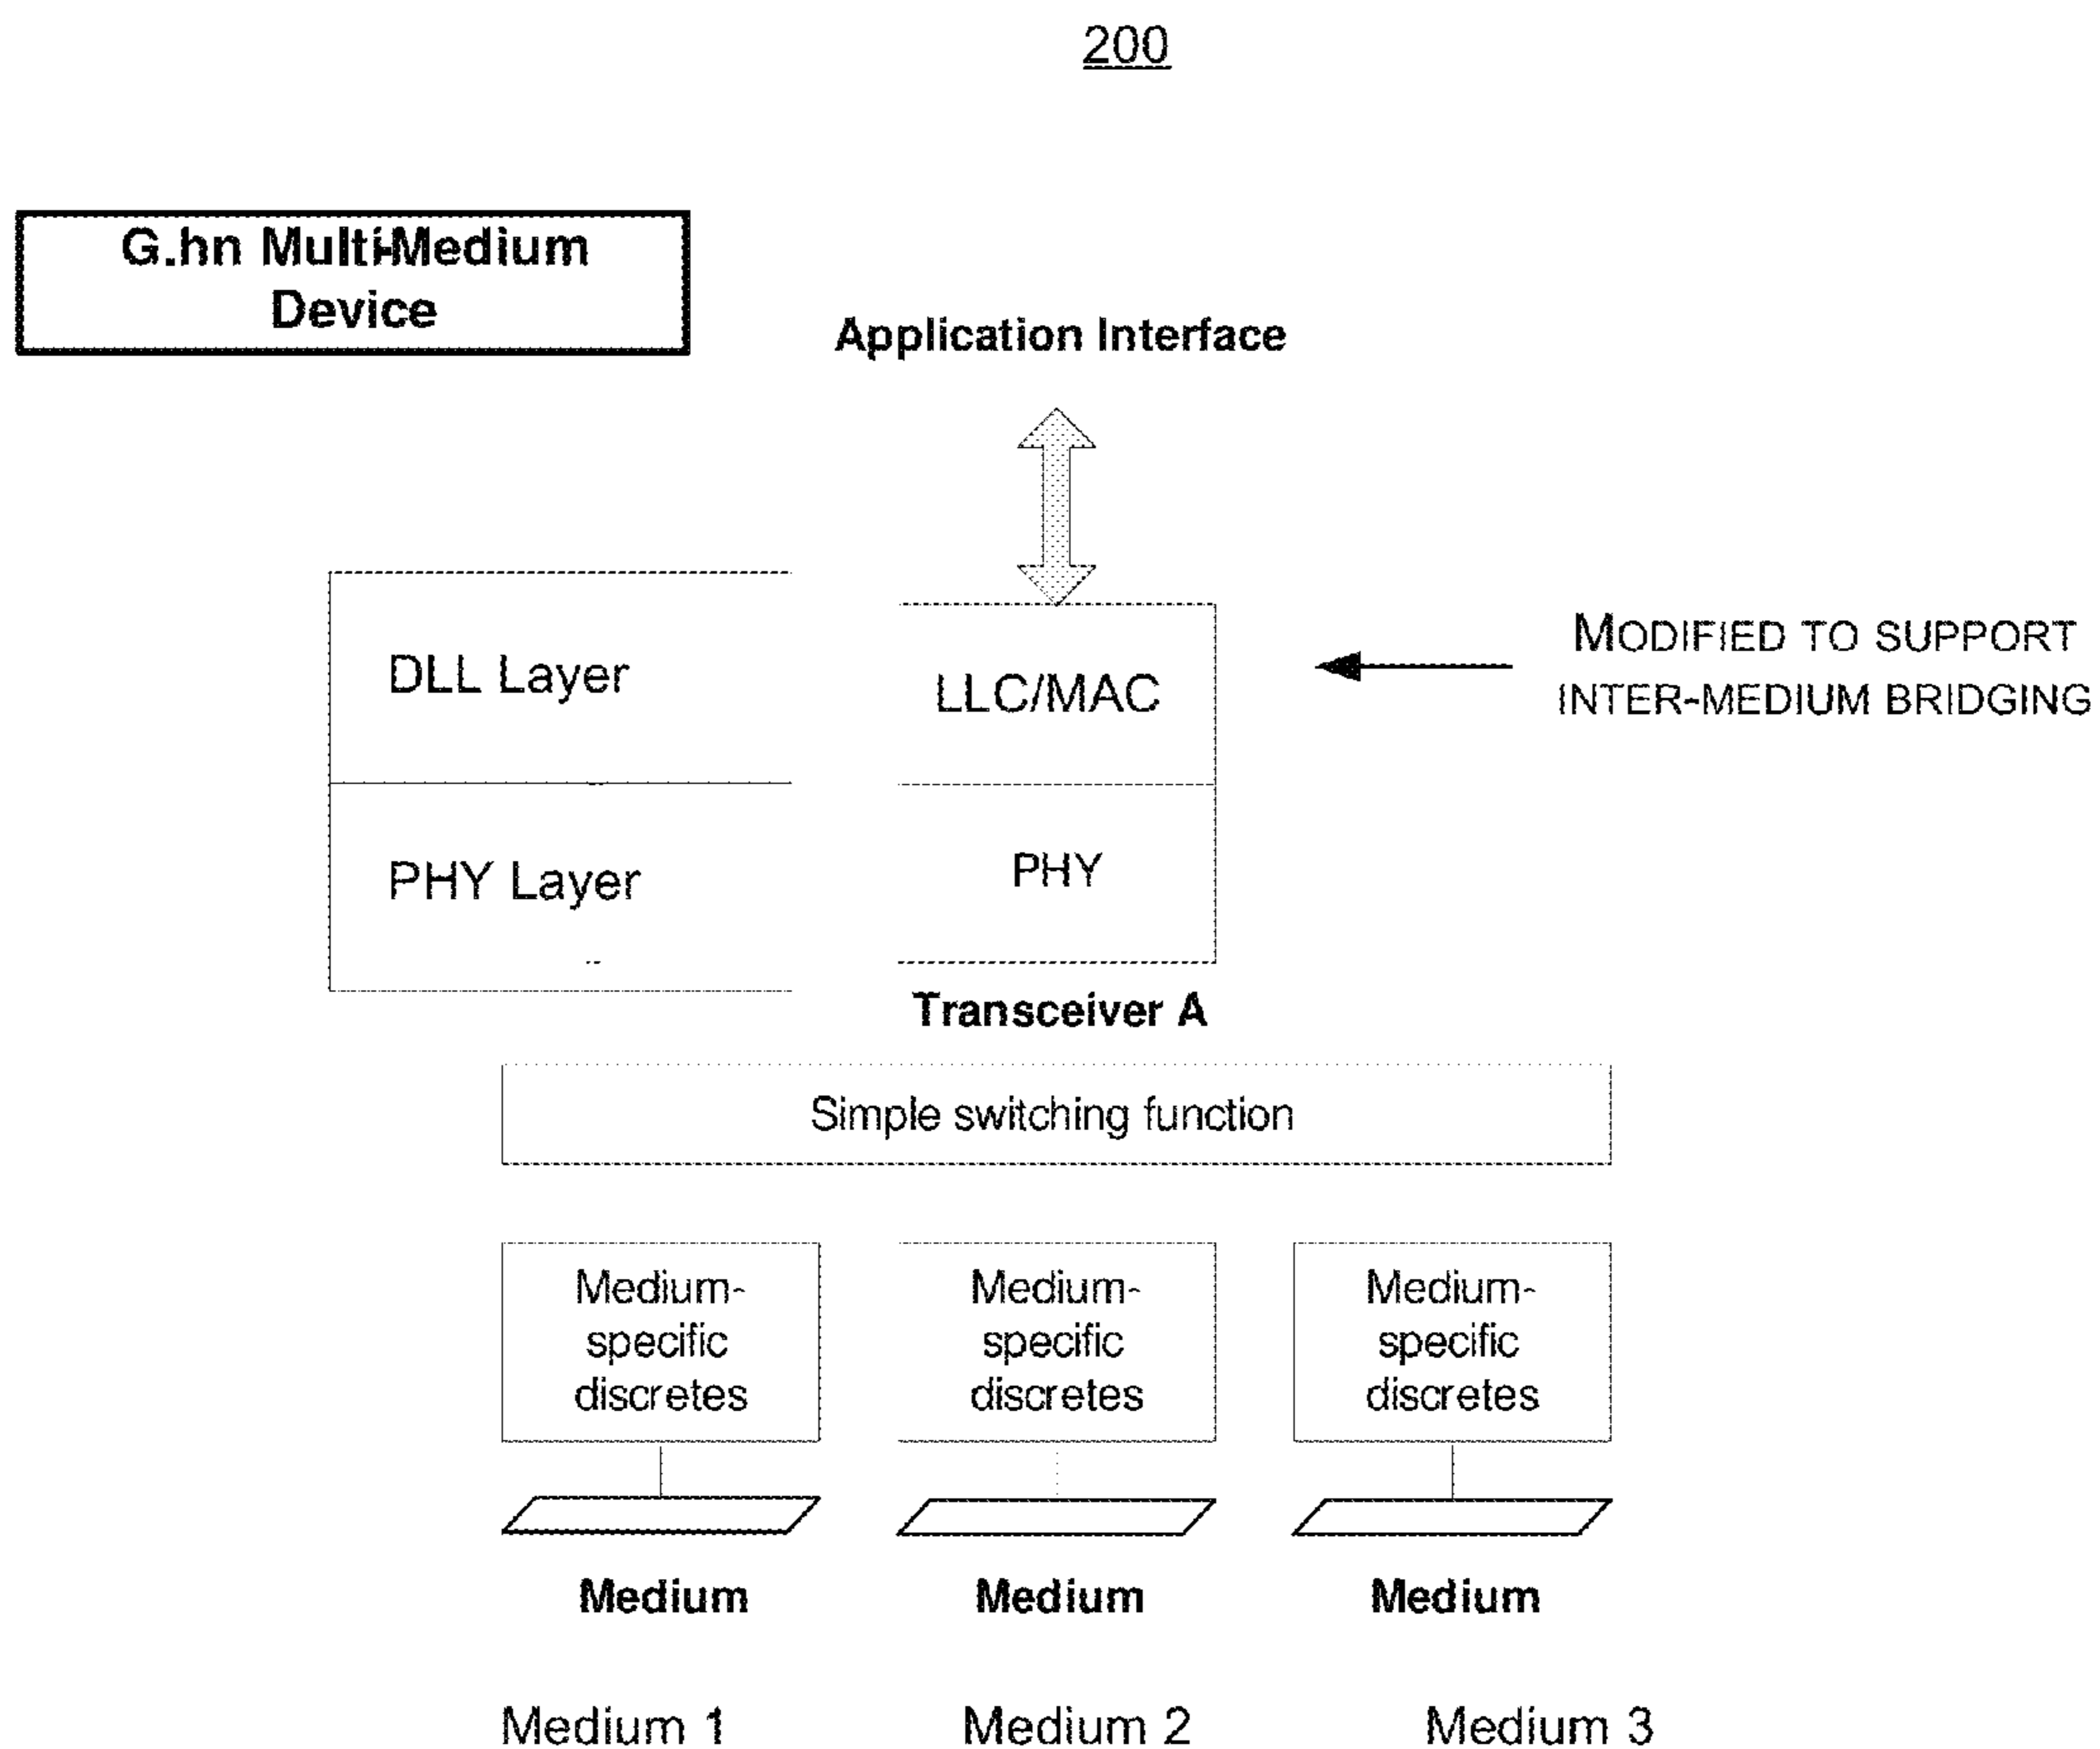 200
G.hn Multi-Medium
Device
Application Interface
DLL Layer
LLC/MAC
MODIFIED TO SUPPORT
INTER-MEDIUM BRIDGING
PHY Layer
PHY
Transceiver A
Simple switching function
Medium-
specific
discretes
Medium-
specific
discretes
Medium-
specific
discretes
Medium
Medium
Medium
Medium 1
Medium 2
Medium 3